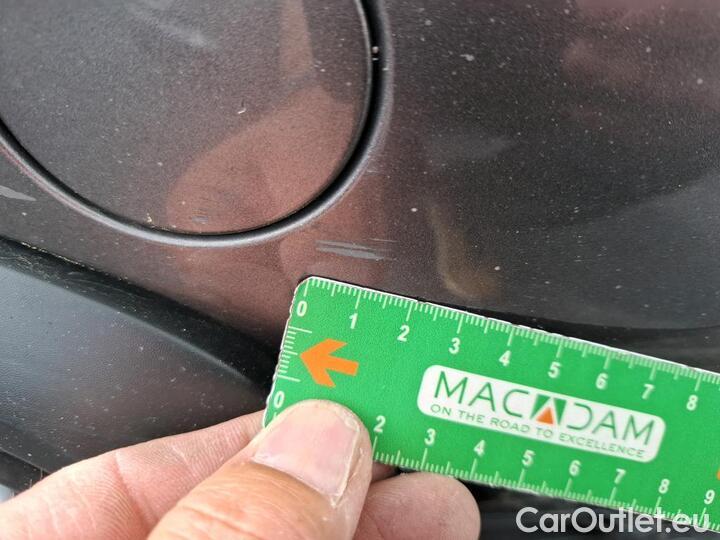 0 1 2 3 4 5 6 7 8
MACADAM
ON THE ROAD TO EXCELLENCE
0 2 3 4 5 6 7 8 9
CarOutlet.eu